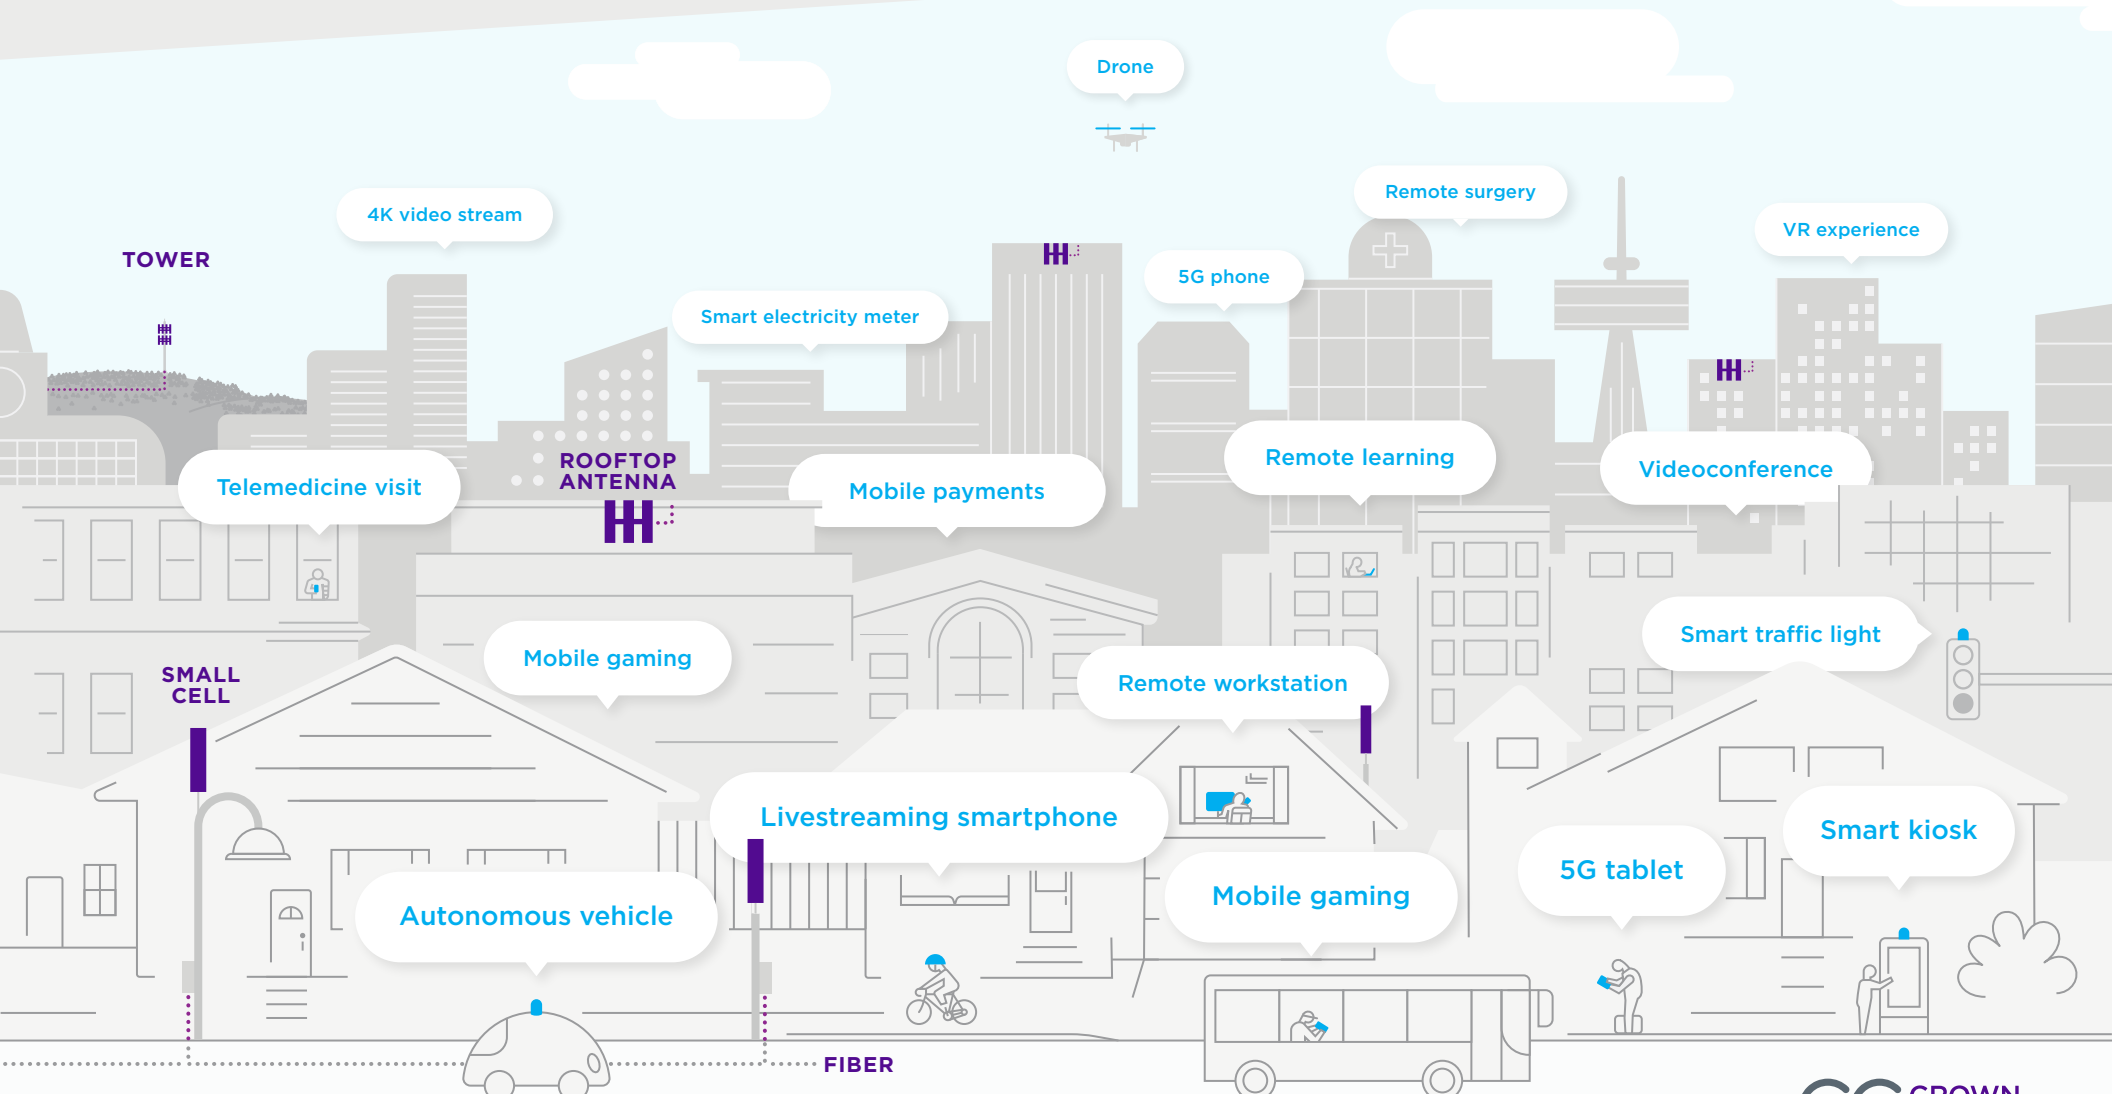 Drone
Remote surgery
4K video stream
VR experience
TOWER
5G phone
Smart electricity meter
Remote learning
ROOFTOP
ANTENNA
Videoconference
Telemedicine visit
Mobile payments
Smart traffic light
Mobile gaming
SMALL
CELL
Remote workstation
Livestreaming smartphone
Smart kiosk
5G tablet
Mobile gaming
Autonomous vehicle
FIBER
CROWN